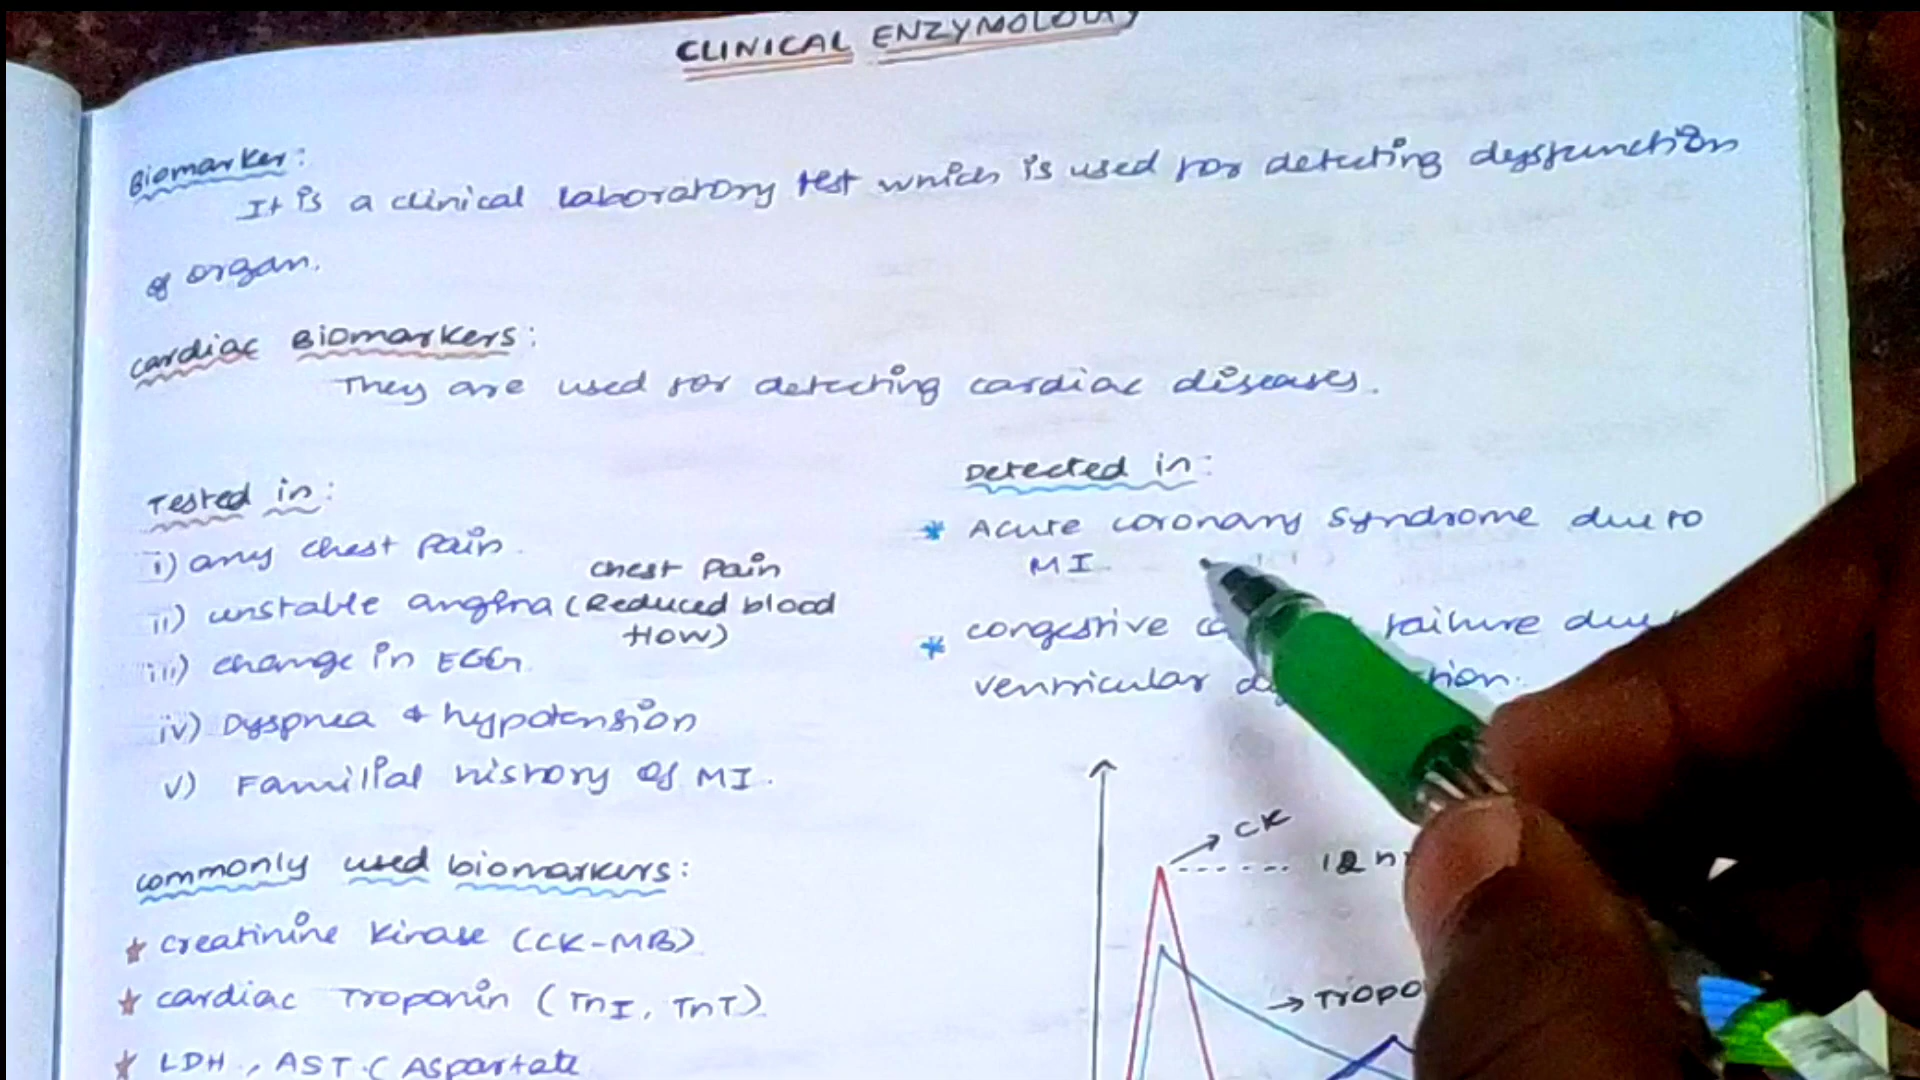 CLINICAL ENZYMOLOGY
Biomarker:
It is a clinical laboratory test which is used for detecting dysfunction
of organ.
cardiac Biomarkers:
They are used for detecting cardiac diseases.
Tested in:
i) any chest pain.
ii) unstable angina (Reduced blood
chest pain
flow)
iii) change in ECG.
iv) Dyspnea & hypotension
v) Familial history of MI.
commonly used biomarkers:
★ creatinine kinase (CK-MB)
★ cardiac Troponin (TnI, TnT)
★ LDH, AST (Aspartate
Detected in:
* Acute coronary syndrome due to
MI.
* congestive failure due
ventricular
CK
12 h
Tropo